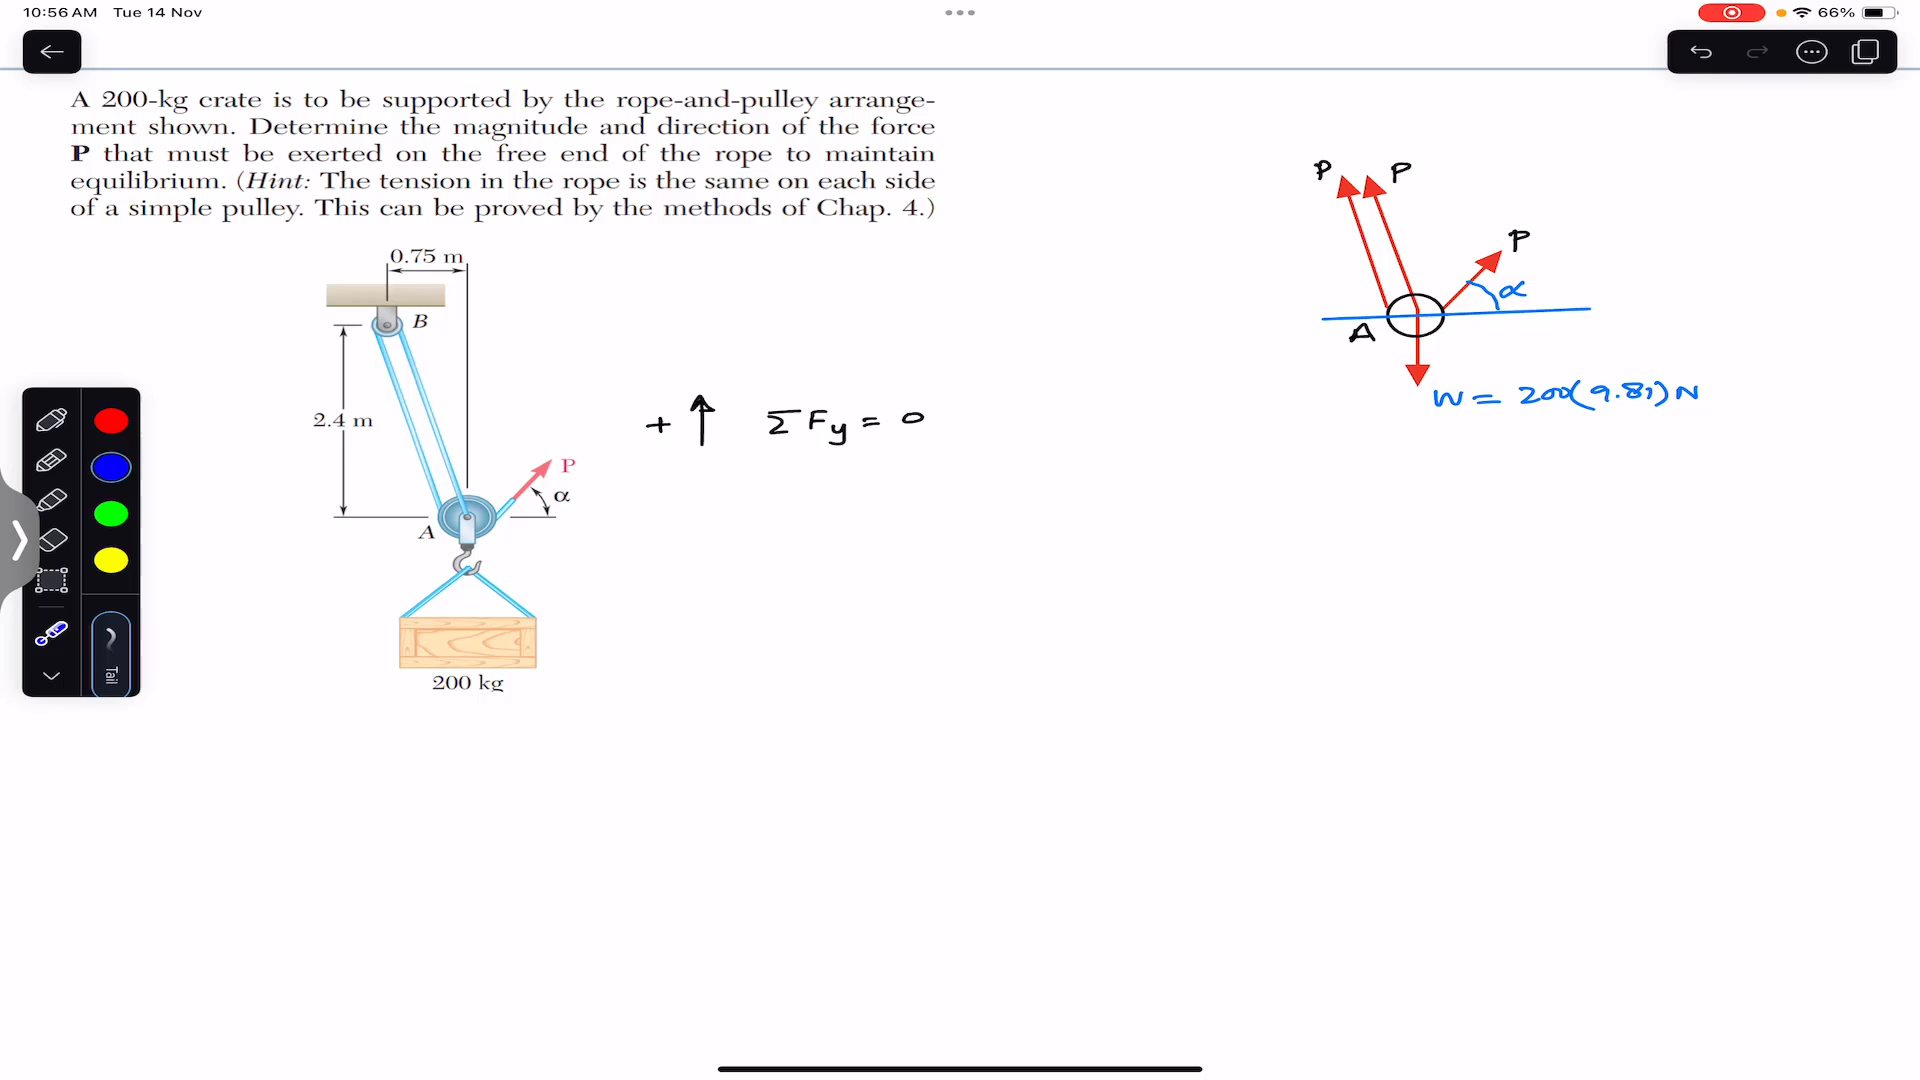 10:56 AM Tue 14 Nov
66%
A 200-kg crate is to be supported by the rope-and-pulley arrange-
ment shown. Determine the magnitude and direction of the force
P that must be exerted on the free end of the rope to maintain
equilibrium. (Hint: The tension in the rope is the same on each side
of a simple pulley. This can be proved by the methods of Chap. 4.)
0.75 m
B
2.4 m
P
α
A
200 kg
+ ↑ ΣFy = 0
P P
P
α
A
W = 200(9.81)N
Tail